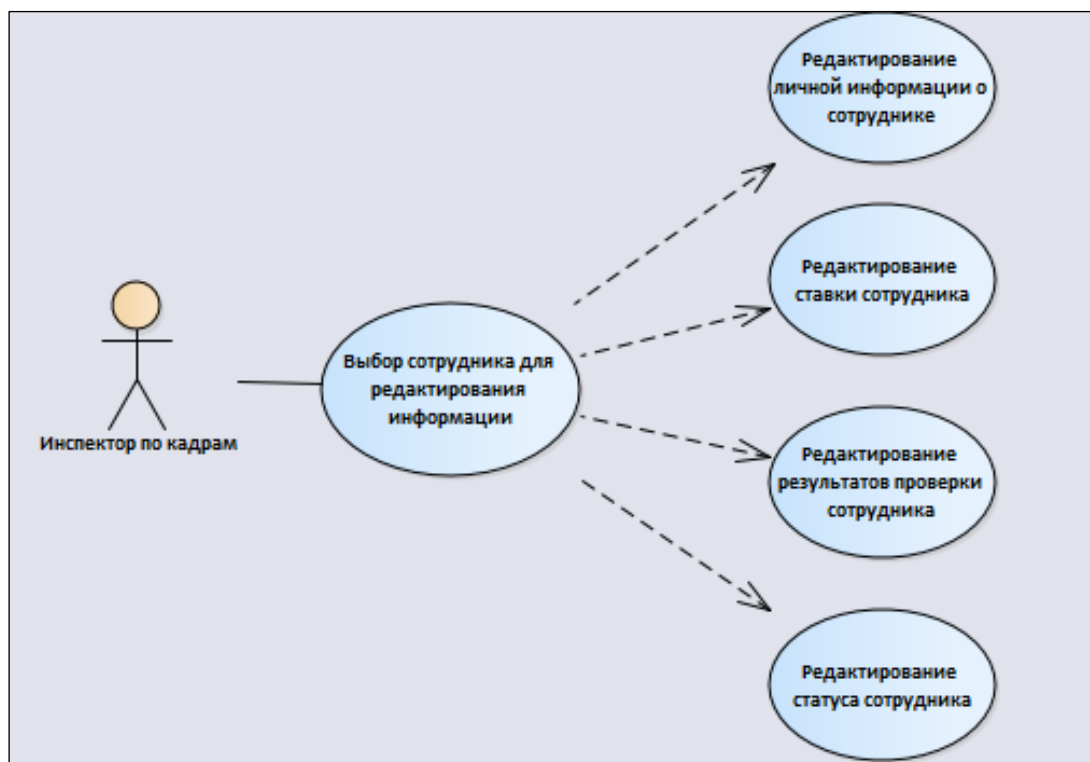 Редактирование
личной информации о
сотруднике
Редактирование
ставки сотрудника
Выбор сотрудника для
редактирования
информации
Инспектор по кадрам
Редактирование
результатов проверки
сотрудника
Редактирование
статуса сотрудника